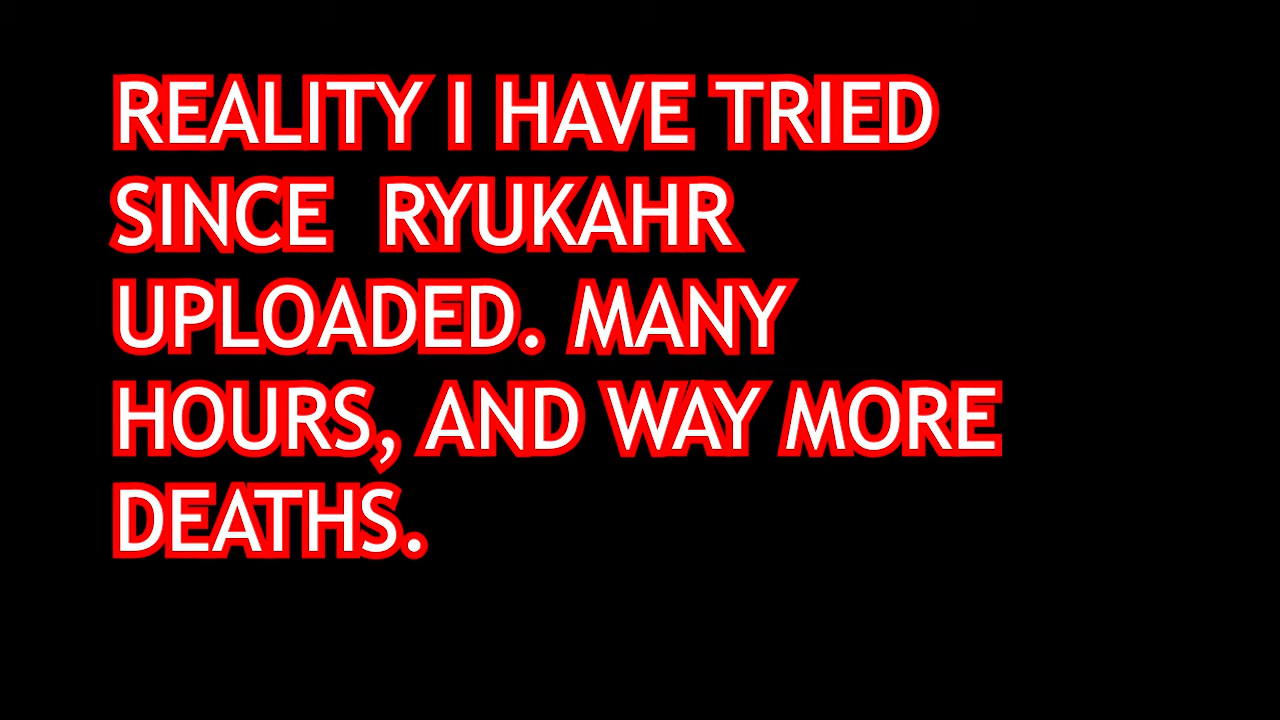 REALITY I HAVE TRIED
SINCE  RYUKAHR
UPLOADED. MANY
HOURS, AND WAY MORE
DEATHS.